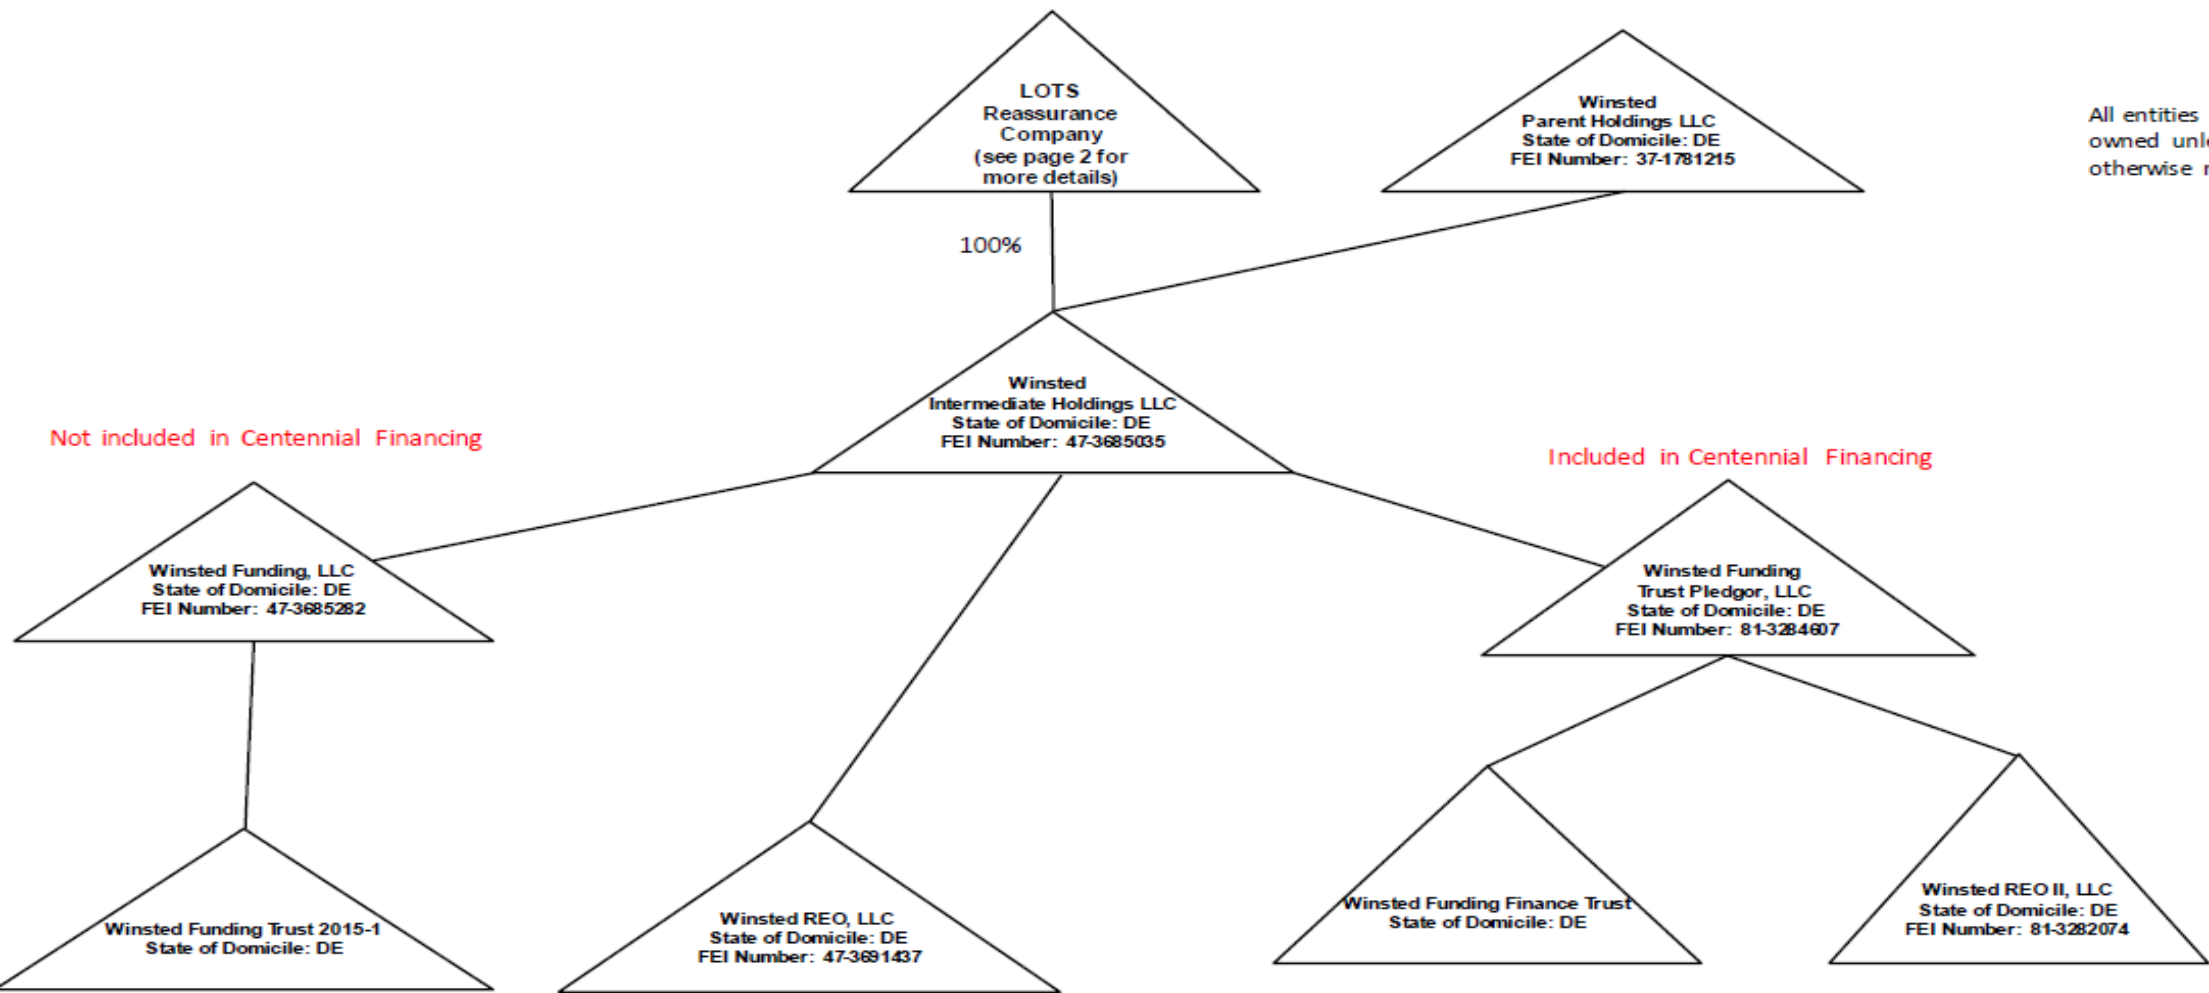 LOTS
Reassurance
Company
(see page 2 for
more details)
Winsted
Parent Holdings LLC
State of Domicile: DE
FEI Number: 37-1781215
All entities
owned
otherwise
100%
Winsted
Intermediate Holdings LLC
State of Domicile: DE
FEI Number: 47-3685035
Not included in Centennial Financing
Included in Centennial Financing
Winsted Funding, LLC
State of Domicile: DE
FEI Number: 47-3685282
Winsted Funding
Trust Pledgor, LLC
State of Domicile: DE
FEI Number: 81-3284607
Winsted Funding Trust 2015-1
State of Domicile: DE
Winsted REO, LLC
State of Domicile: DE
FEI Number: 47-3691437
Winsted Funding Finance Trust
State of Domicile: DE
Winsted REO II, LLC
State of Domicile: DE
FEI Number: 81-3282074